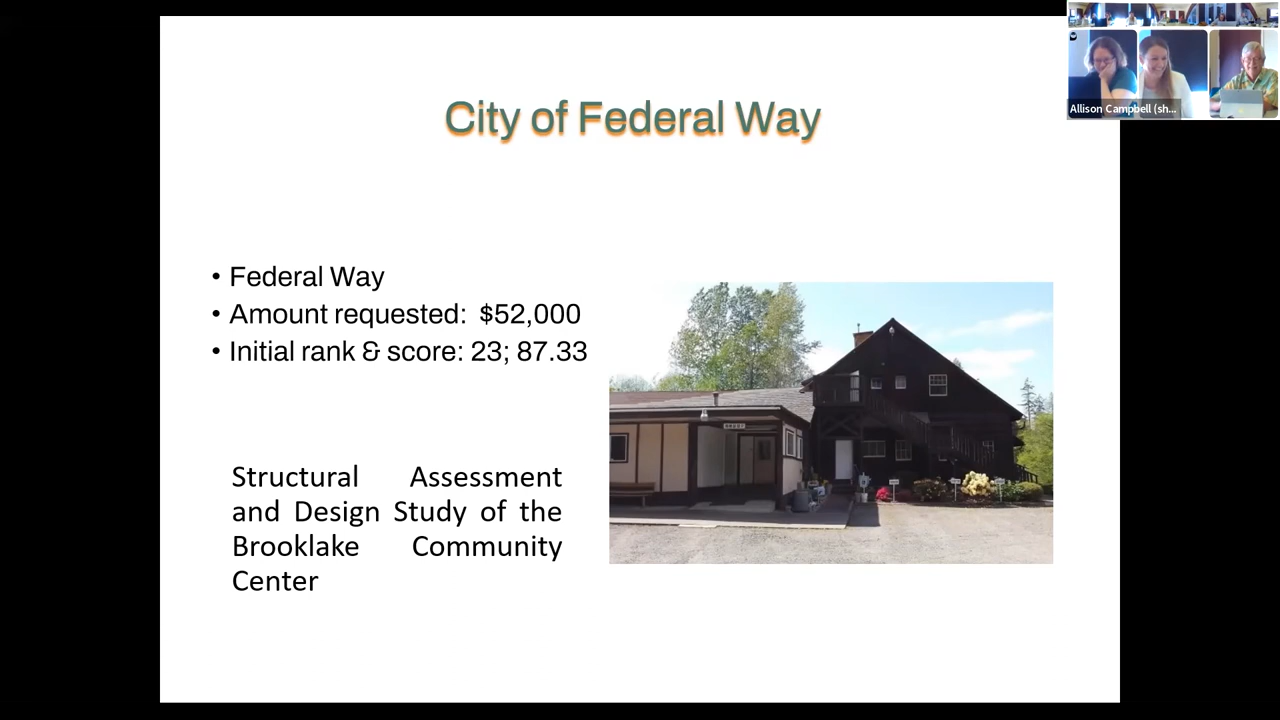 City of Federal Way
• Federal Way
• Amount requested: $52,000
• Initial rank & score: 23; 87.33
Structural Assessment
and Design Study of the
Brooklake Community
Center
Allison Campbell (sh...